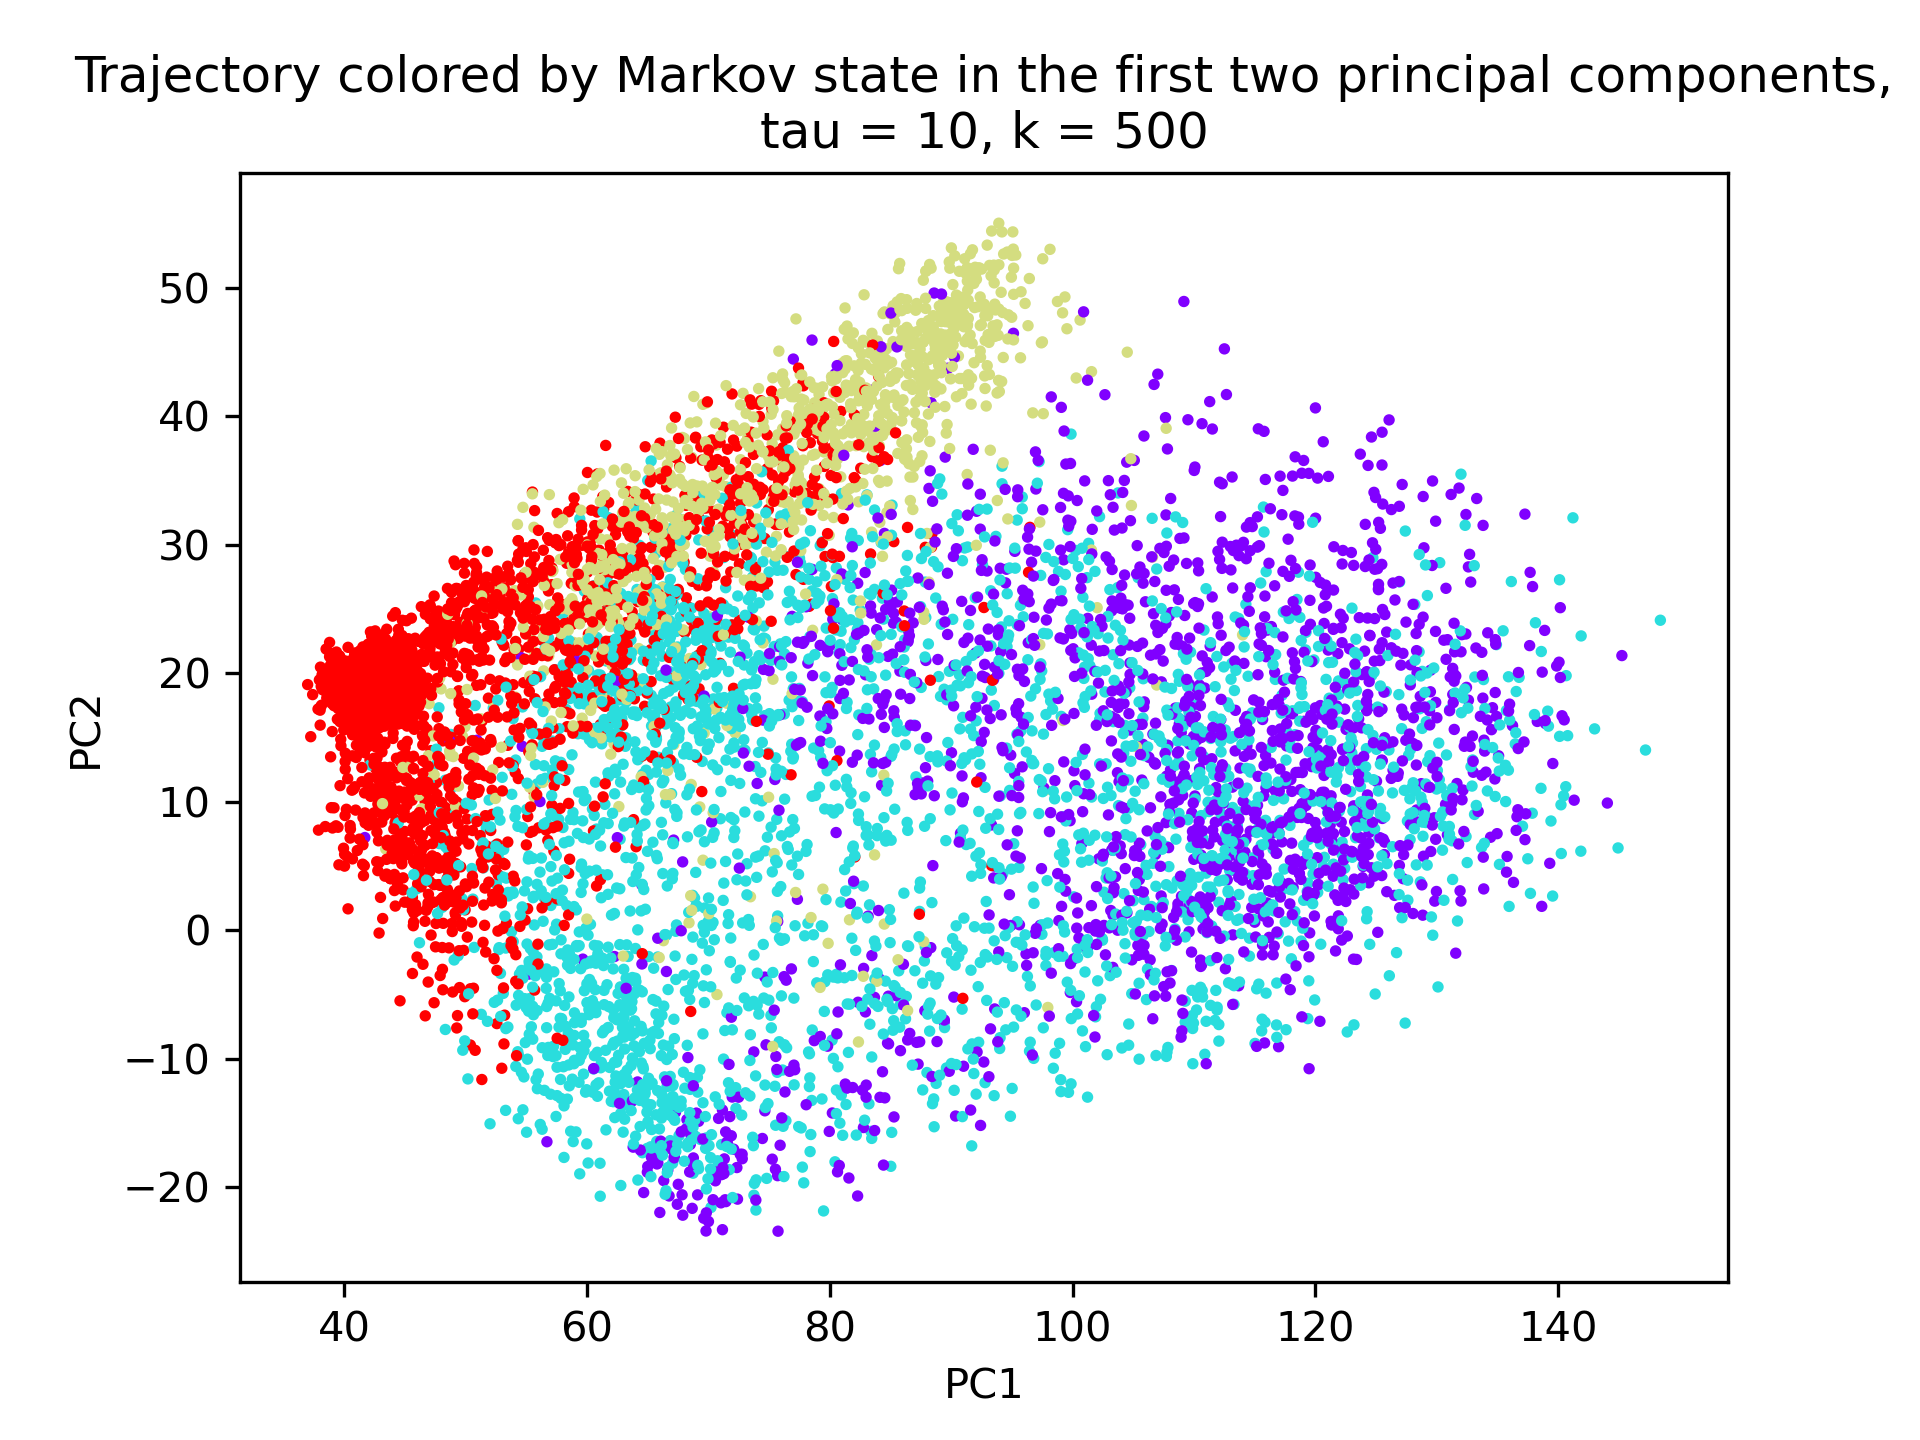 Trajectory colored by Markov state in the first two principal components,
tau = 10, k = 500
50
40
30
20
10
0
−10
−20
PC2
40 60 80 100 120 140
PC1